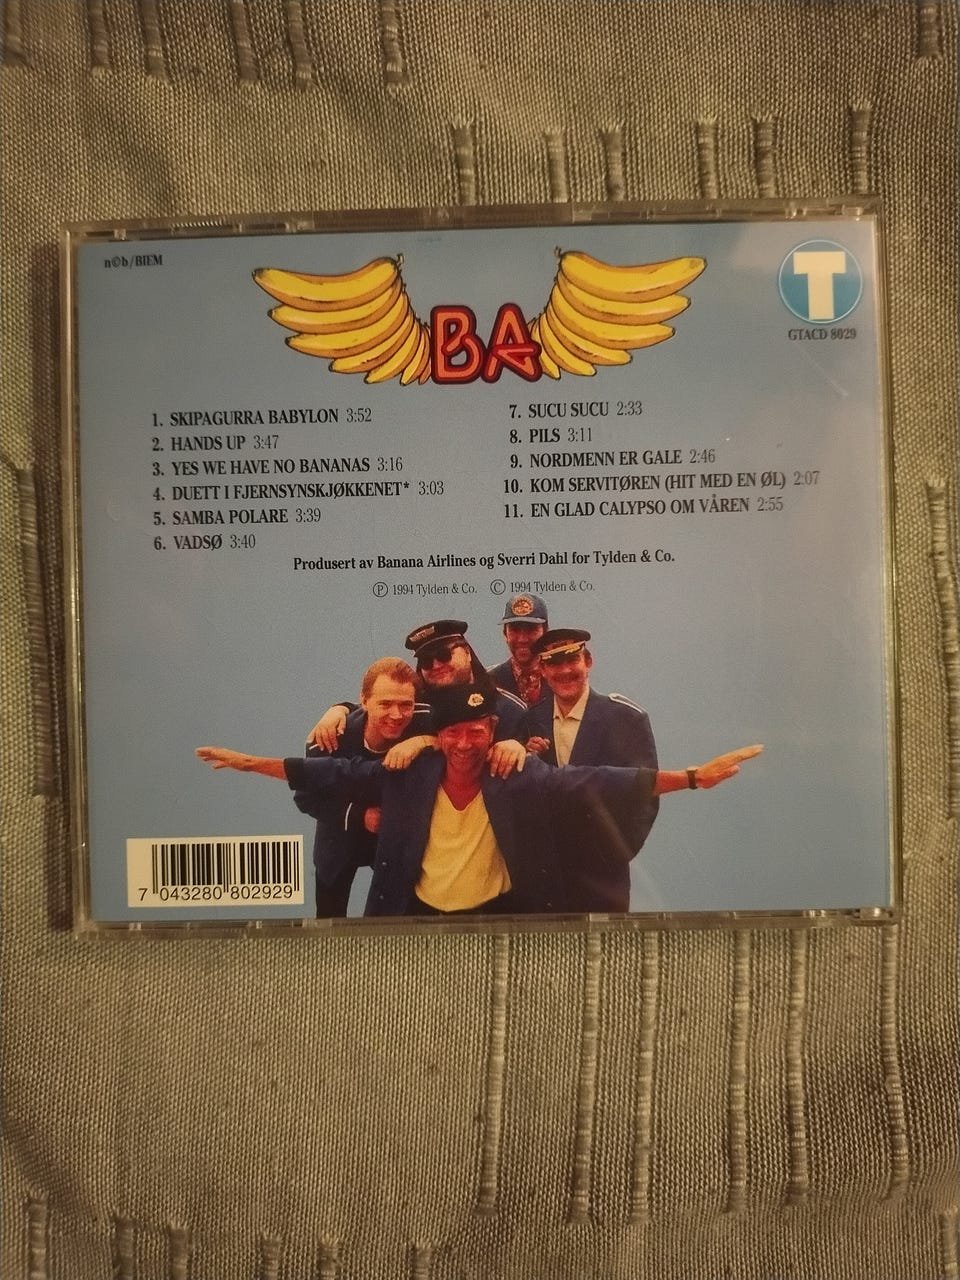 n©b/BIEM
BA
T
GTACD 8029
1. SKIPAGURRA BABYLON 3:52
2. HANDS UP 3:47
3. YES WE HAVE NO BANANAS 3:16
4. DUETT I FJERNSYNSKJØKKENET* 3:03
5. SAMBA POLARE 3:39
6. VADSØ 3:40
7. SUCU SUCU 2:33
8. PILS 3:11
9. NORDMENN ER GALE 2:46
10. KOM SERVITØREN (HIT MED EN ØL) 2:07
11. EN GLAD CALYPSO OM VÅREN 2:55
Produsert av Banana Airlines og Sverri Dahl for Tylden & Co.
Ⓟ 1994 Tylden & Co. © 1994 Tylden & Co.
7 043280 802929